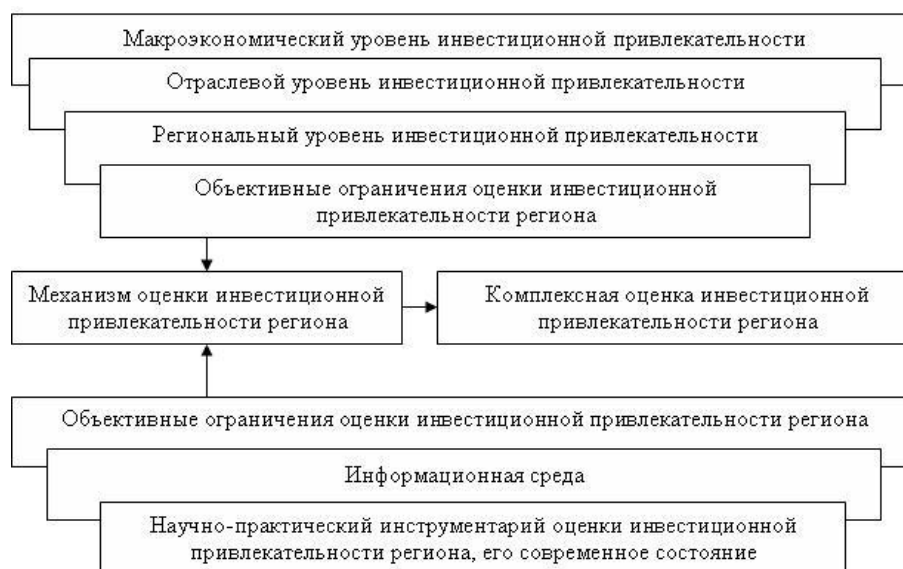 Макроэкономический уровень инвестиционной привлекательности
Отраслевой уровень инвестиционной привлекательности
Региональный уровень инвестиционной привлекательности
Объективные ограничения оценки инвестиционной
привлекательности региона
Механизм оценки инвестиционной
привлекательности региона
Комплексная оценка инвестиционной
привлекательности региона
Объективные ограничения оценки инвестиционной привлекательности региона
Информационная среда
Научно-практический инструментарий оценки инвестиционной
привлекательности региона, его современное состояние